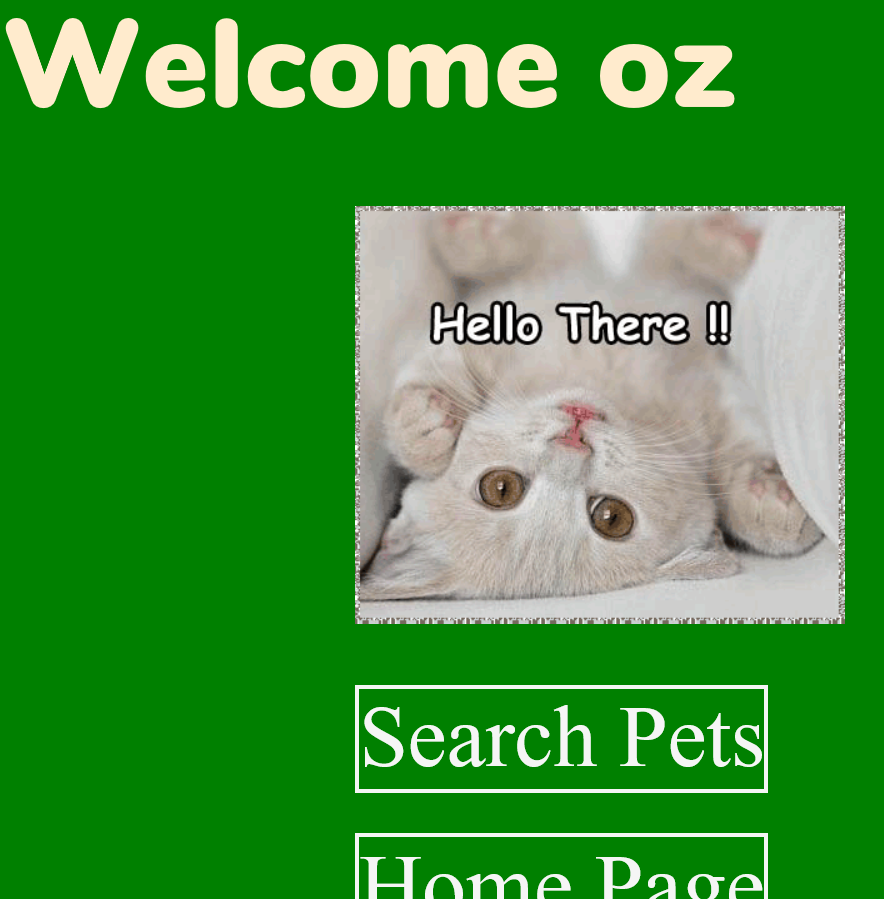 Welcome oz
Hello There !!
Search Pets
Home Page